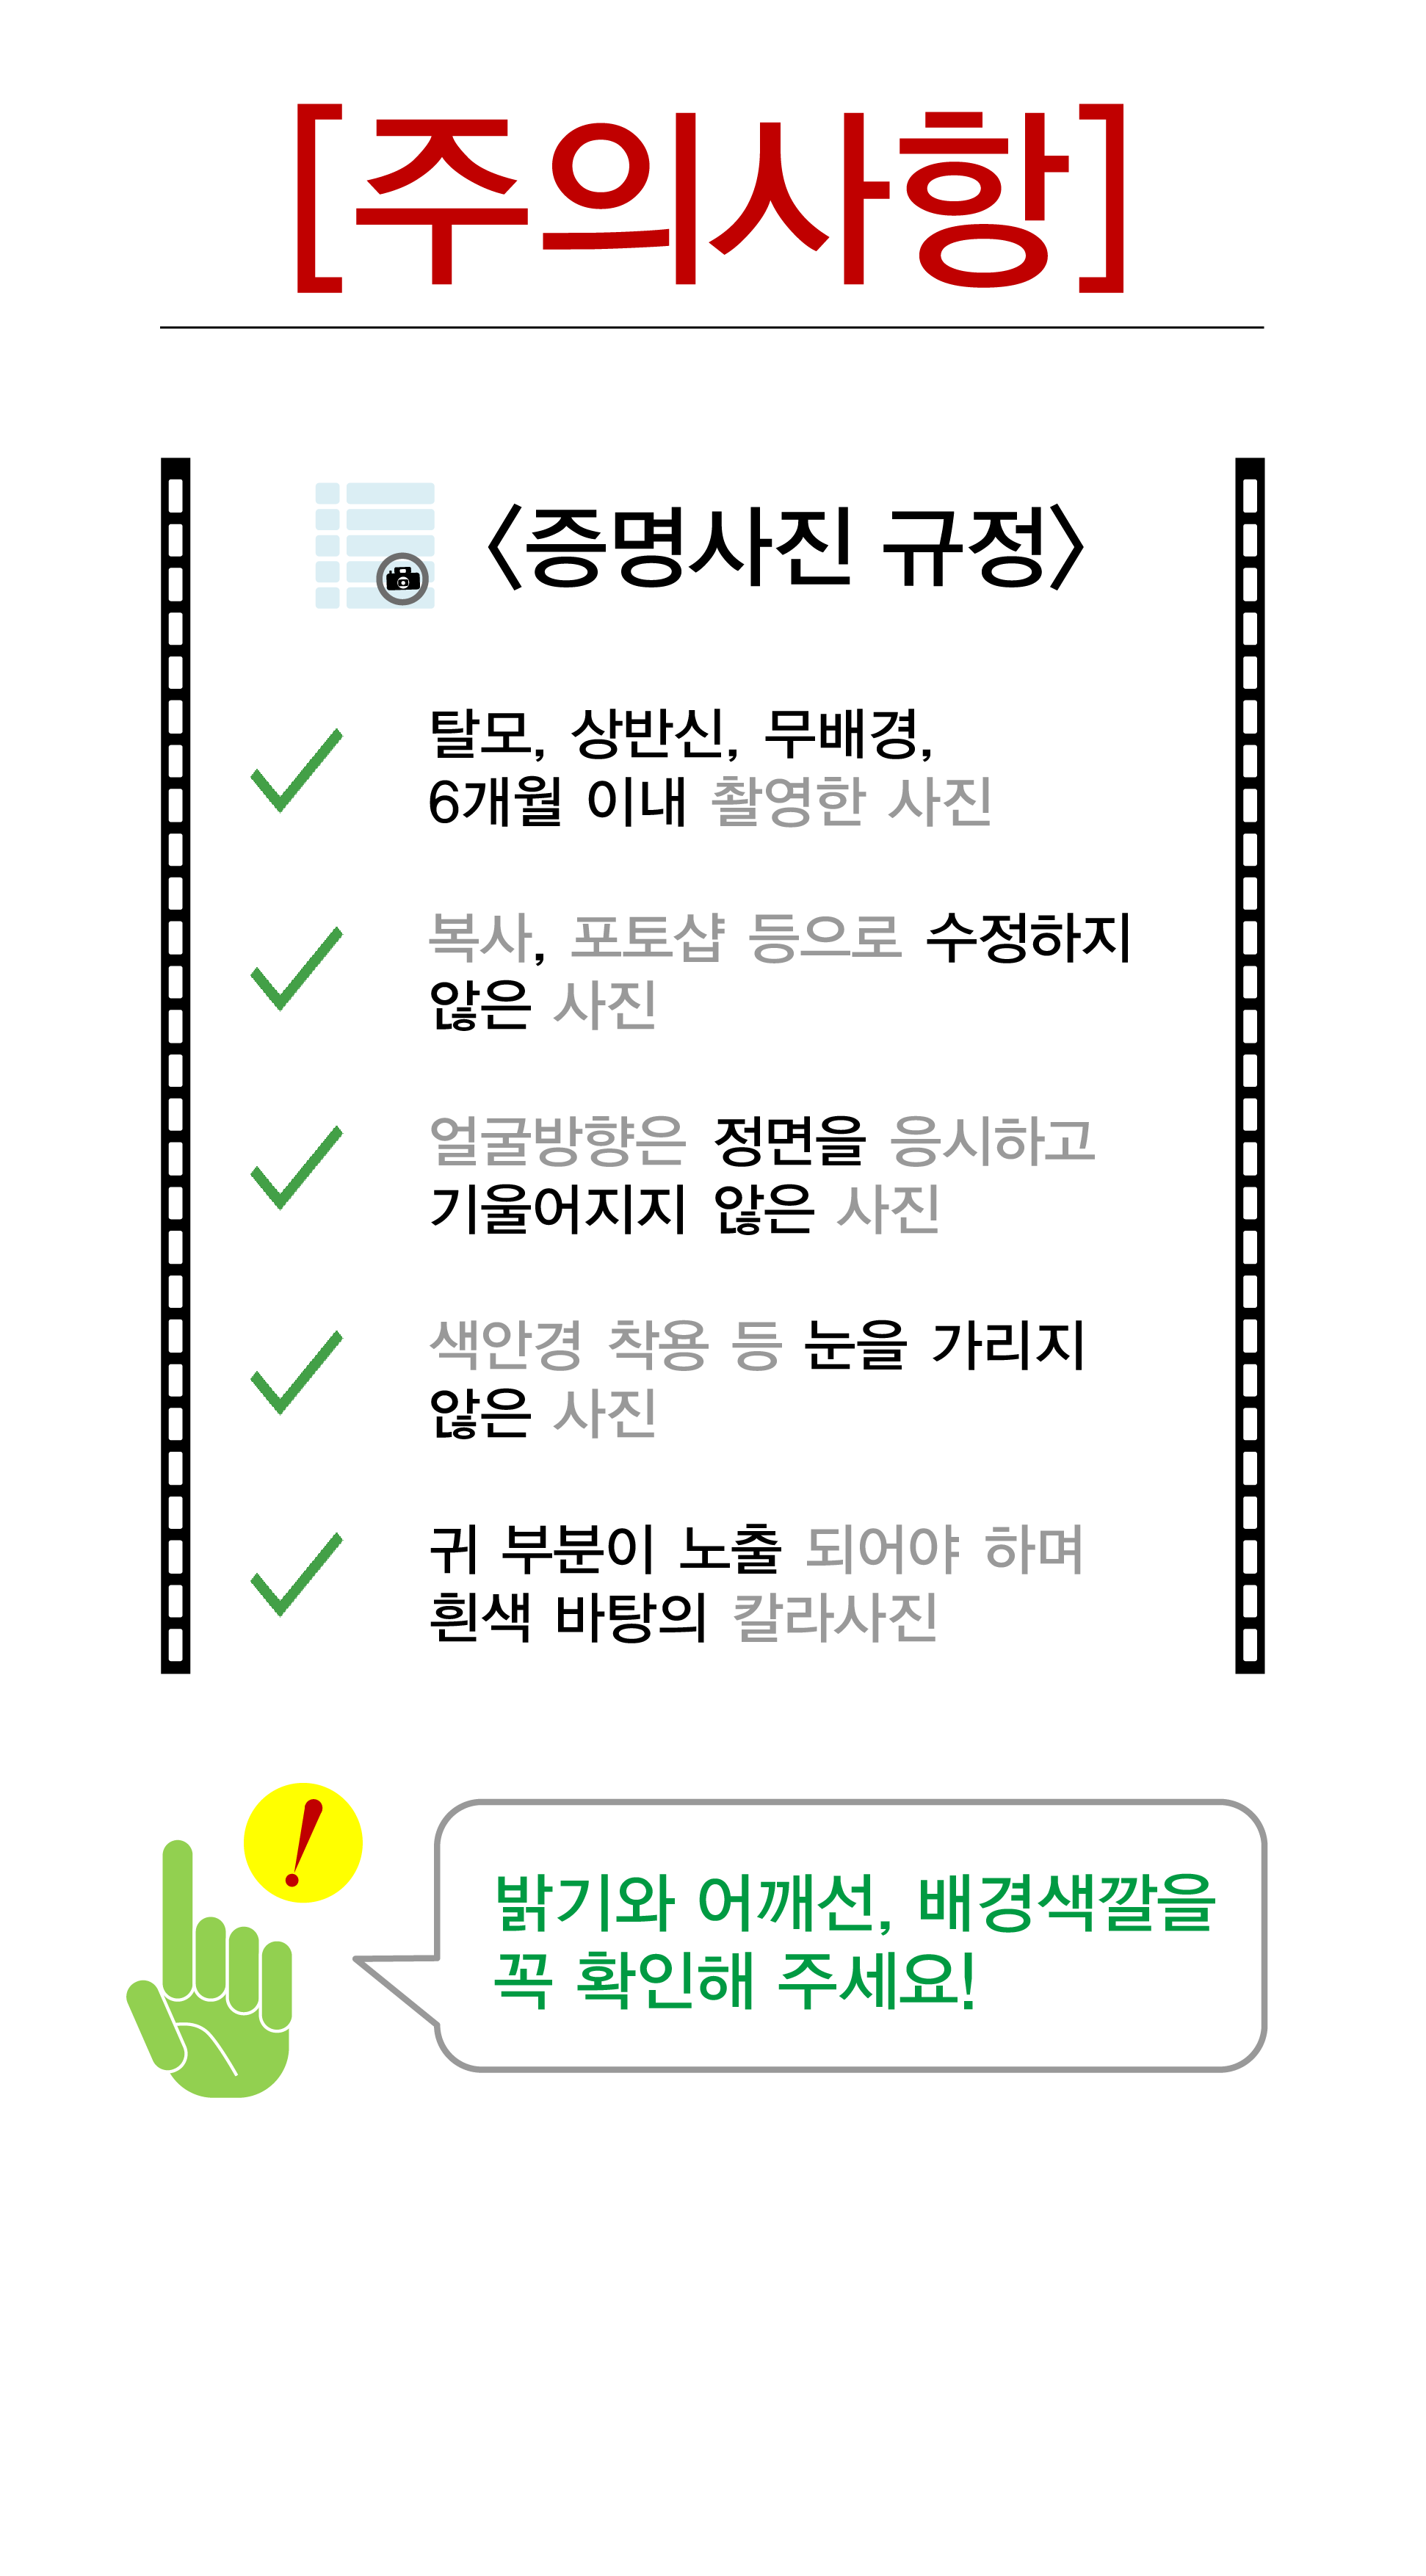 [주의사항]
〈증명사진 규정〉
탈모, 상반신, 무배경,
6개월 이내 촬영한 사진
복사, 포토샵 등으로 수정하지
않은 사진
얼굴방향은 정면을 응시하고
기울어지지 않은 사진
색안경 착용 등 눈을 가리지
않은 사진
귀 부분이 노출 되어야 하며
흰색 바탕의 칼라사진
밝기와 어깨선, 배경색깔을
꼭 확인해 주세요!